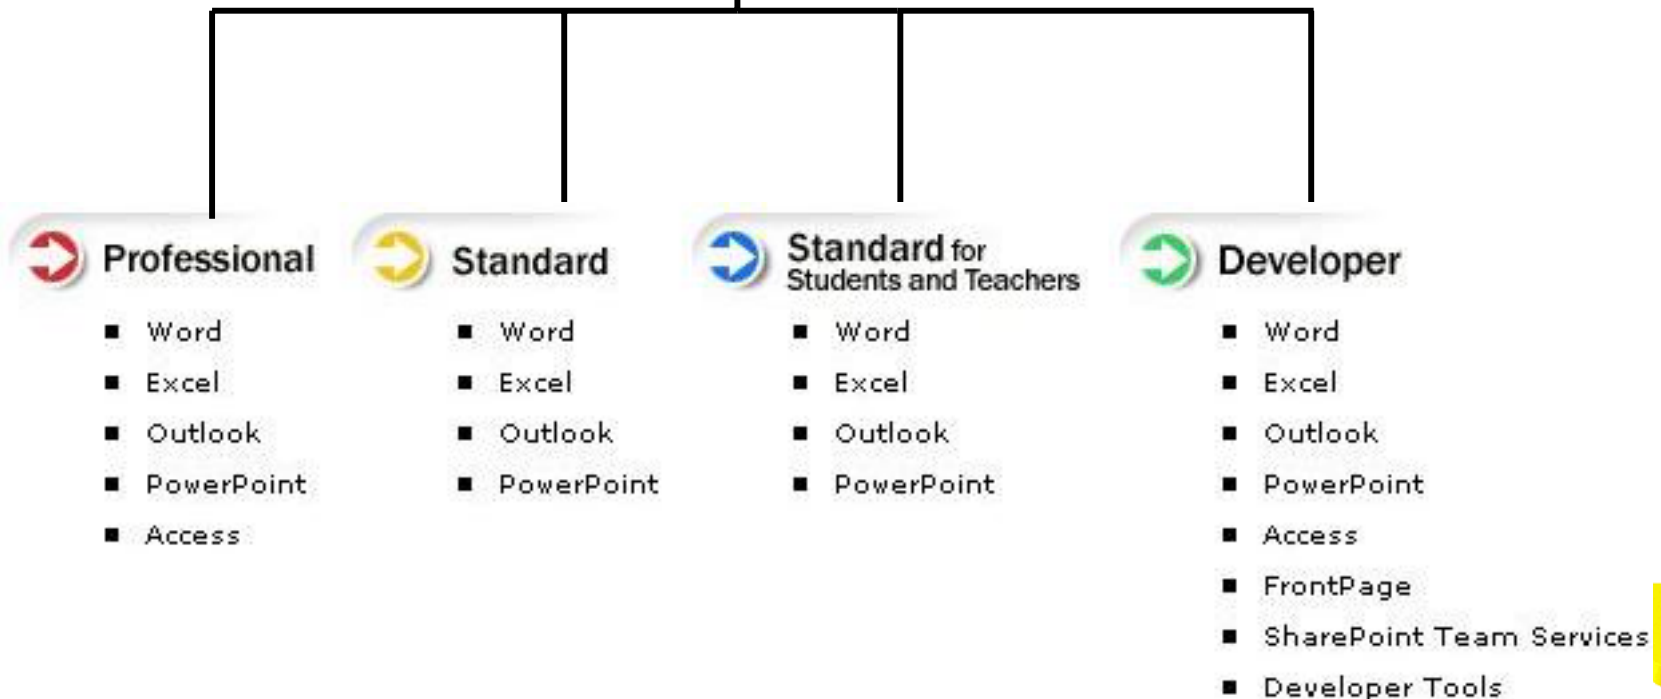 Professional
Word
Excel
Outlook
PowerPoint
Access
Standard
Word
Excel
Outlook
PowerPoint
Standard for
Students and Teachers
Word
Excel
Outlook
PowerPoint
Developer
Word
Excel
Outlook
PowerPoint
Access
FrontPage
SharePoint Team Services
Developer Tools